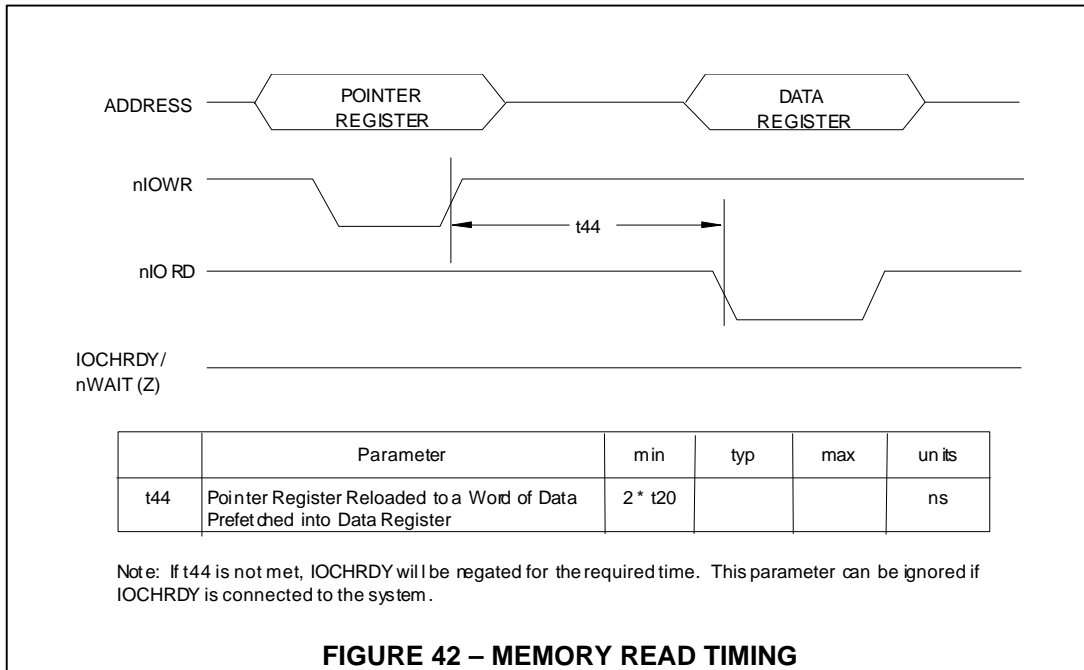 ADDRESS
POINTER
REGISTER
DATA
REGISTER
nIOWR
t44
nIORD
IOCHRDY/
nWAIT (Z)
Parameter min typ max units
t44 Pointer Register Reloaded to a Word of Data 2 * t20 ns
Prefetched into Data Register
Note: If t44 is not met, IOCHRDY will be negated for the required time. This parameter can be ignored if
IOCHRDY is connected to the system.
FIGURE 42 – MEMORY READ TIMING